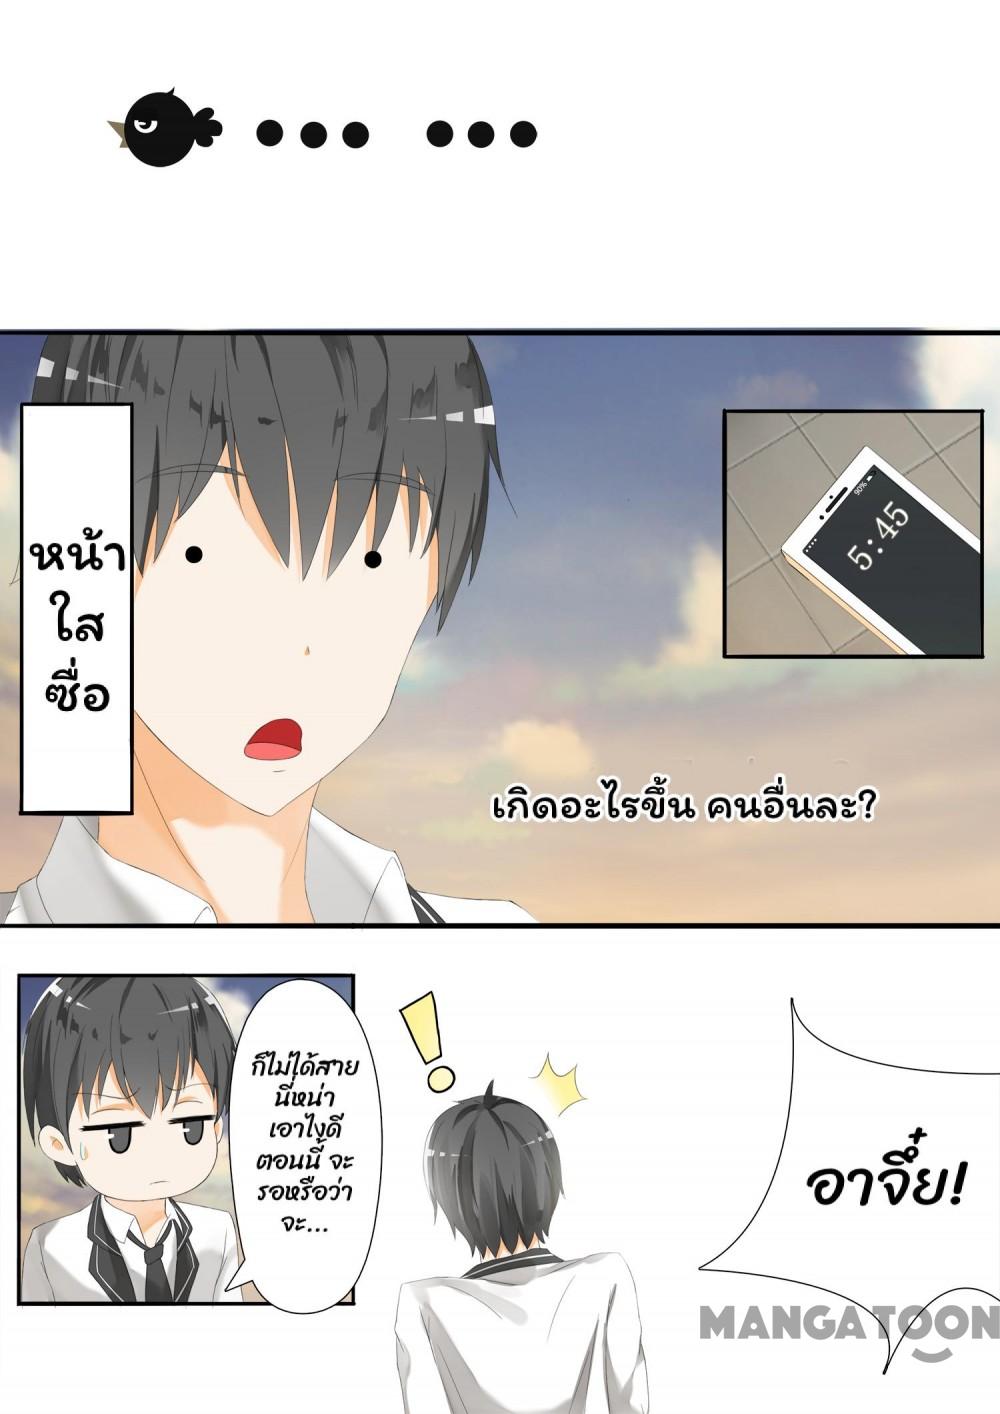 หน้า
ใส
ซื่อ
90%
5:45
เกิดอะไรขึ้น คนอื่นละ?
ก็ไม่ได้สาย
นี่หน่า
เอาไงดี
ตอนนี้ จะ
รอหรือว่า
จะ...
!
อาจี๋ย!
MANGATOON